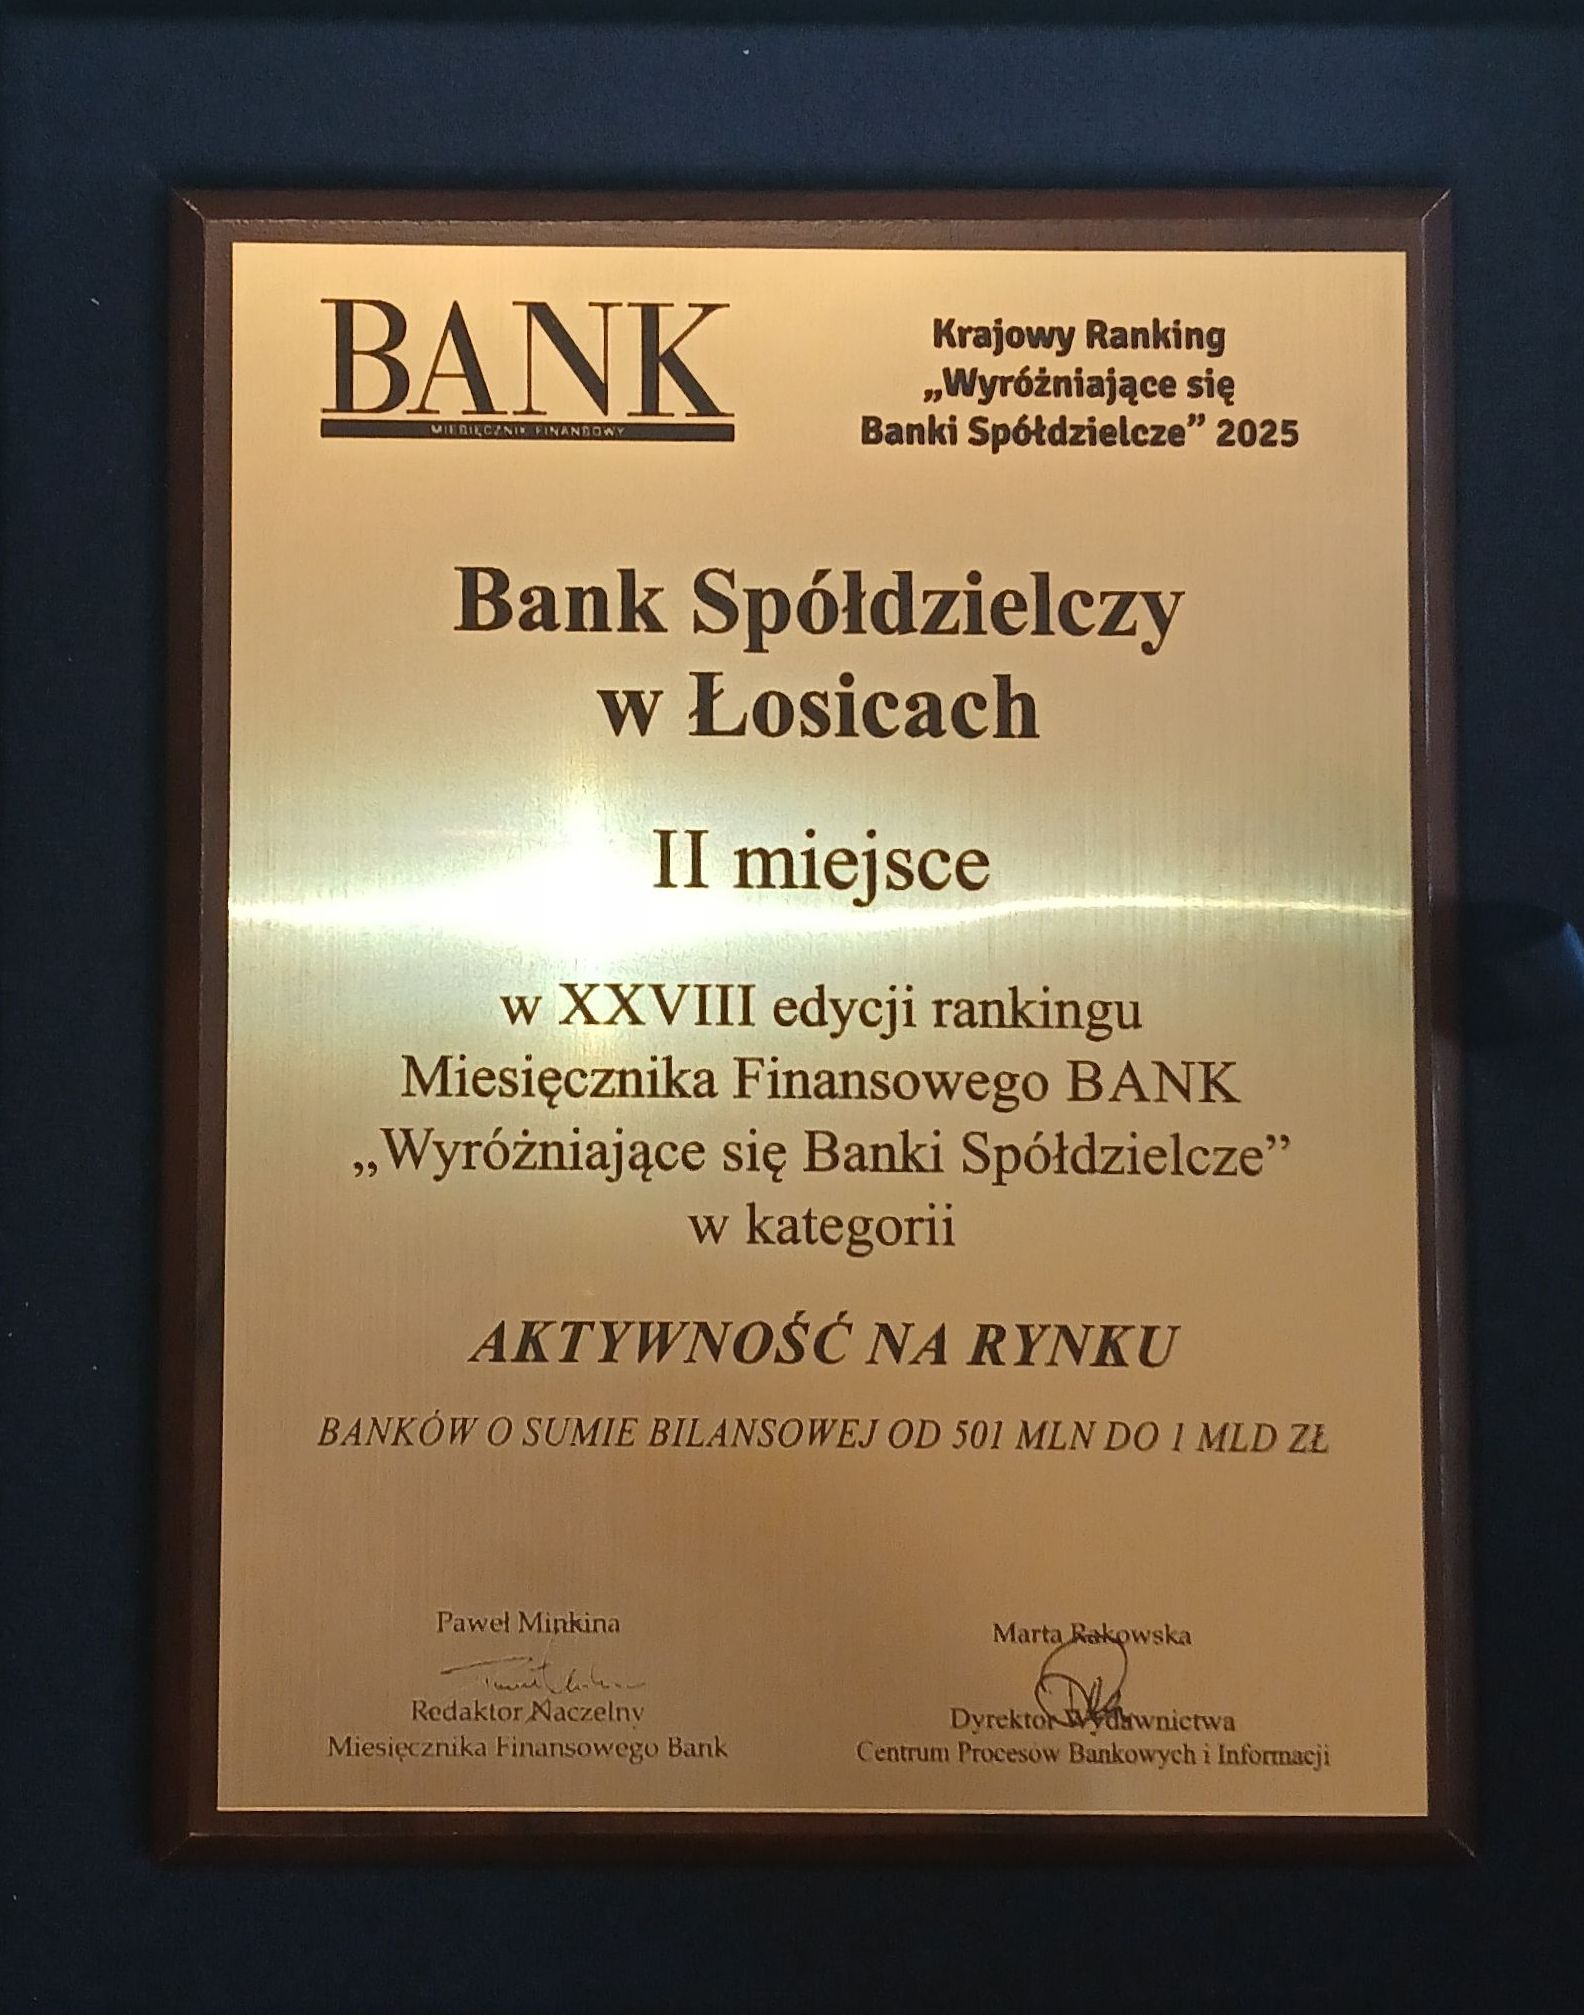 BANK
MIESIĘCZNIK FINANSOWY
Krajowy Ranking
„Wyróżniające się
Banki Spółdzielcze” 2025
Bank Spółdzielczy
w Łosicach
II miejsce
w XXVIII edycji rankingu
Miesięcznika Finansowego BANK
„Wyróżniające się Banki Spółdzielcze”
w kategorii
AKTYWNOŚĆ NA RYNKU
BANKÓW O SUMIE BILANSOWEJ OD 501 MLN DO 1 MLD ZŁ
Paweł Minkina
Redaktor Naczelny
Miesięcznika Finansowego Bank
Marta Rakowska
Dyrektor Wydawnictwa
Centrum Procesów Bankowych i Informacji